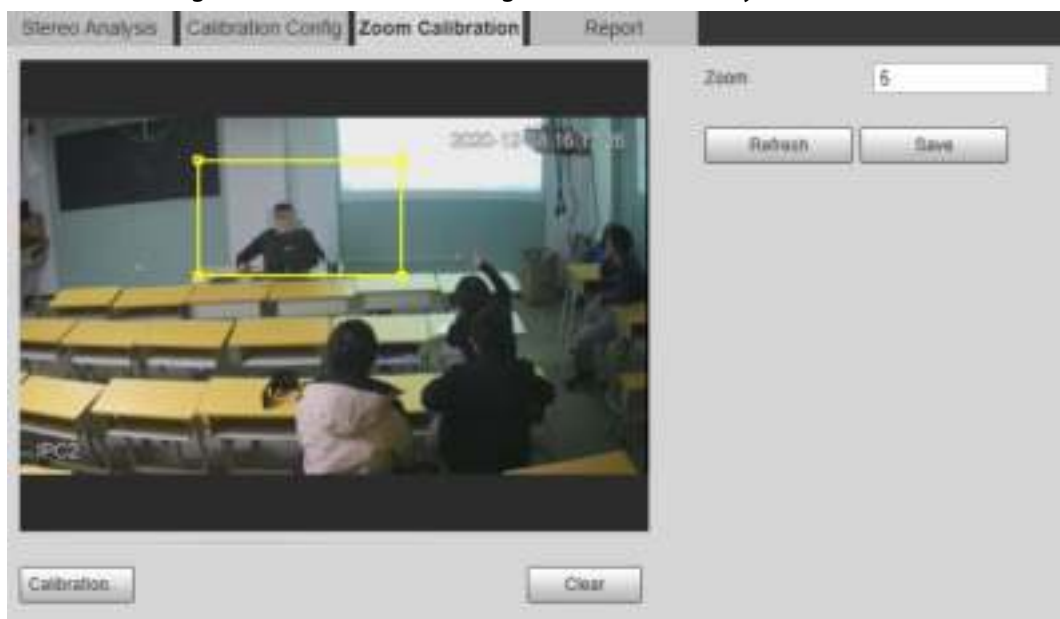 Stereo Analysis Calibration Config Zoom Calibration Report
Zoom 5
Refresh Save
IPC2
Calibration Clear